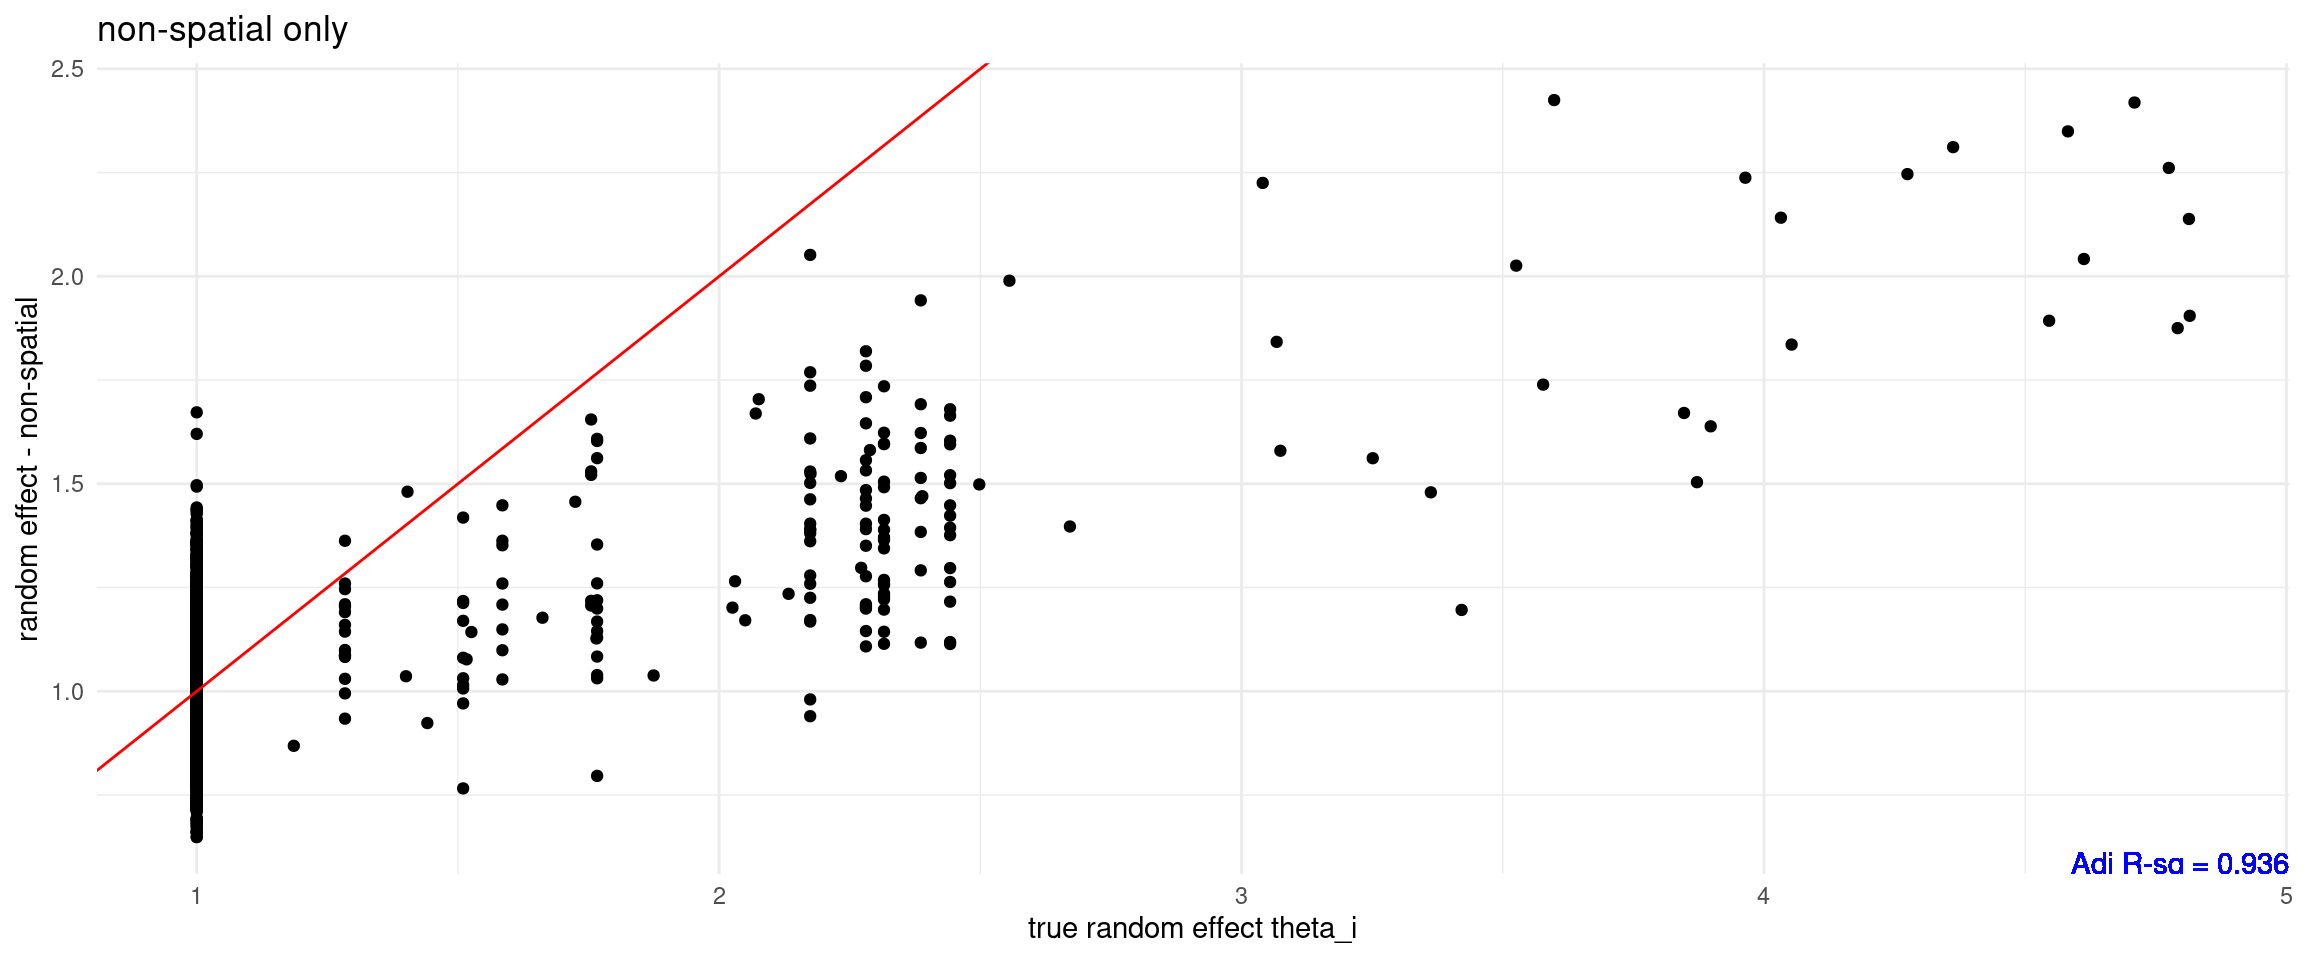 non-spatial only
2.5
2.0
1.5
1.0
random effect - non-spatial
Adj R-sq = 0.936
1 2 3 4 5
true random effect theta_i